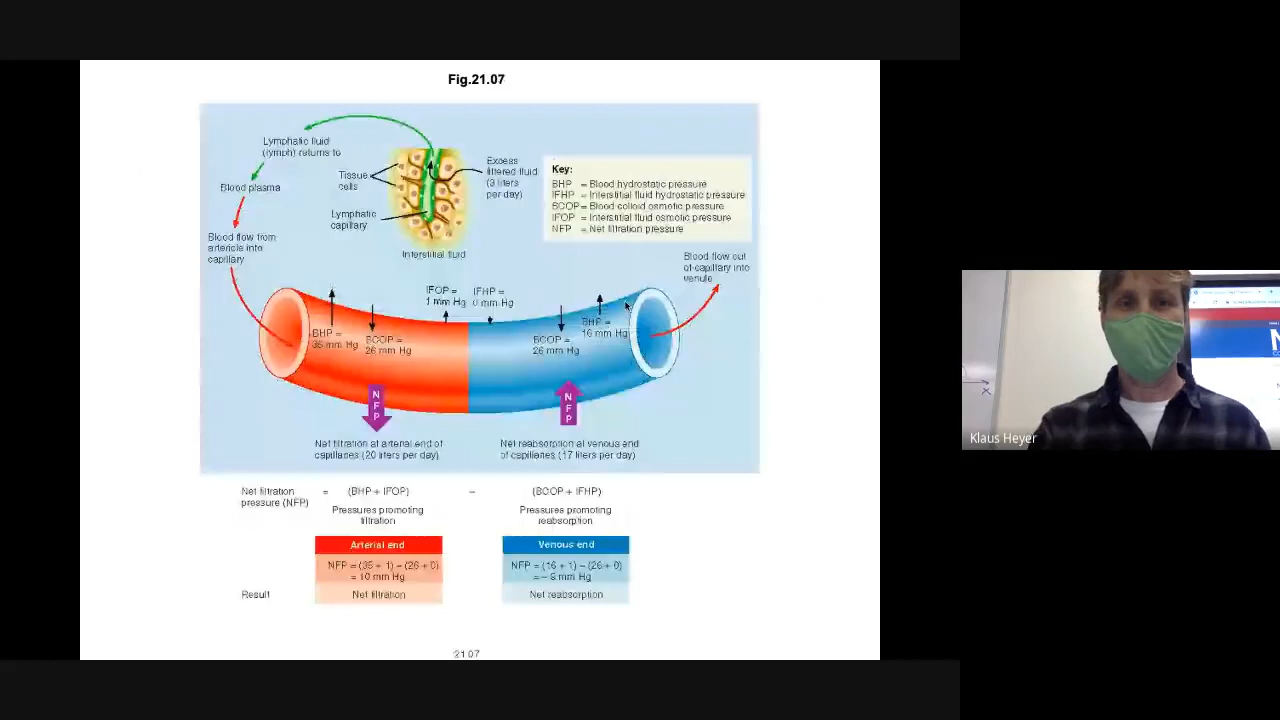 Fig.21.07
Lymphatic fluid
(lymph) returns to
Blood plasma
Blood flow from
arteriole into
capillary
Tissue
cells
Lymphatic
capillary
Excess
filtered fluid
(3 liters
per day)
Interstitial fluid
Key:
BHP = Blood hydrostatic pressure
IFHP = Interstitial fluid hydrostatic pressure
BCOP = Blood colloid osmotic pressure
IFOP = Interstitial fluid osmotic pressure
NFP = Net filtration pressure
Blood flow out
of capillary into
venule
BHP =
35 mm Hg
BCOP =
26 mm Hg
IFOP =
1 mm Hg
IFHP =
0 mm Hg
BCOP =
26 mm Hg
BHP =
16 mm Hg
NFP
NFP
Net filtration at arterial end of
capillaries (20 liters per day)
Net reabsorption at venous end
of capillaries (17 liters per day)
Net filtration
pressure (NFP)
= (BHP + IFOP) – (BCOP + IFHP)
Pressures promoting
filtration
Pressures promoting
reabsorption
Arterial end
NFP = (35 + 1) – (26 + 0)
= 10 mm Hg
Venous end
NFP = (16 + 1) – (26 + 0)
= – 9 mm Hg
Result
Net filtration
Net reabsorption
21 07
Klaus Heyer